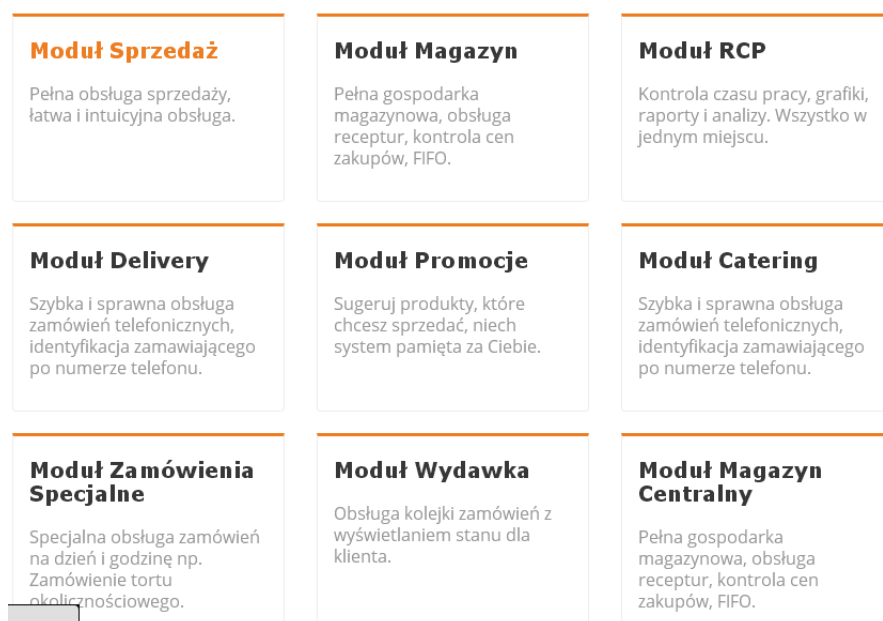 Moduł Sprzedaż
Pełna obsługa sprzedaży,
łatwa i intuicyjna obsługa.
Moduł Magazyn
Pełna gospodarka
magazynowa, obsługa
receptur, kontrola cen
zakupów, FIFO.
Moduł RCP
Kontrola czasu pracy, grafiki,
raporty i analizy. Wszystko w
jednym miejscu.
Moduł Delivery
Szybka i sprawna obsługa
zamówień telefonicznych,
identyfikacja zamawiającego
po numerze telefonu.
Moduł Promocje
Sugeruj produkty, które
chcesz sprzedać, niech
system pamięta za Ciebie.
Moduł Catering
Szybka i sprawna obsługa
zamówień telefonicznych,
identyfikacja zamawiającego
po numerze telefonu.
Moduł Zamówienia
Specjalne
Specjalna obsługa zamówień
na dzień i godzinę np.
Zamówienie tortu
okolicznościowego.
Moduł Wydawka
Obsługa kolejki zamówień z
wyświetlaniem stanu dla
klienta.
Moduł Magazyn
Centralny
Pełna gospodarka
magazynowa, obsługa
receptur, kontrola cen
zakupów, FIFO.